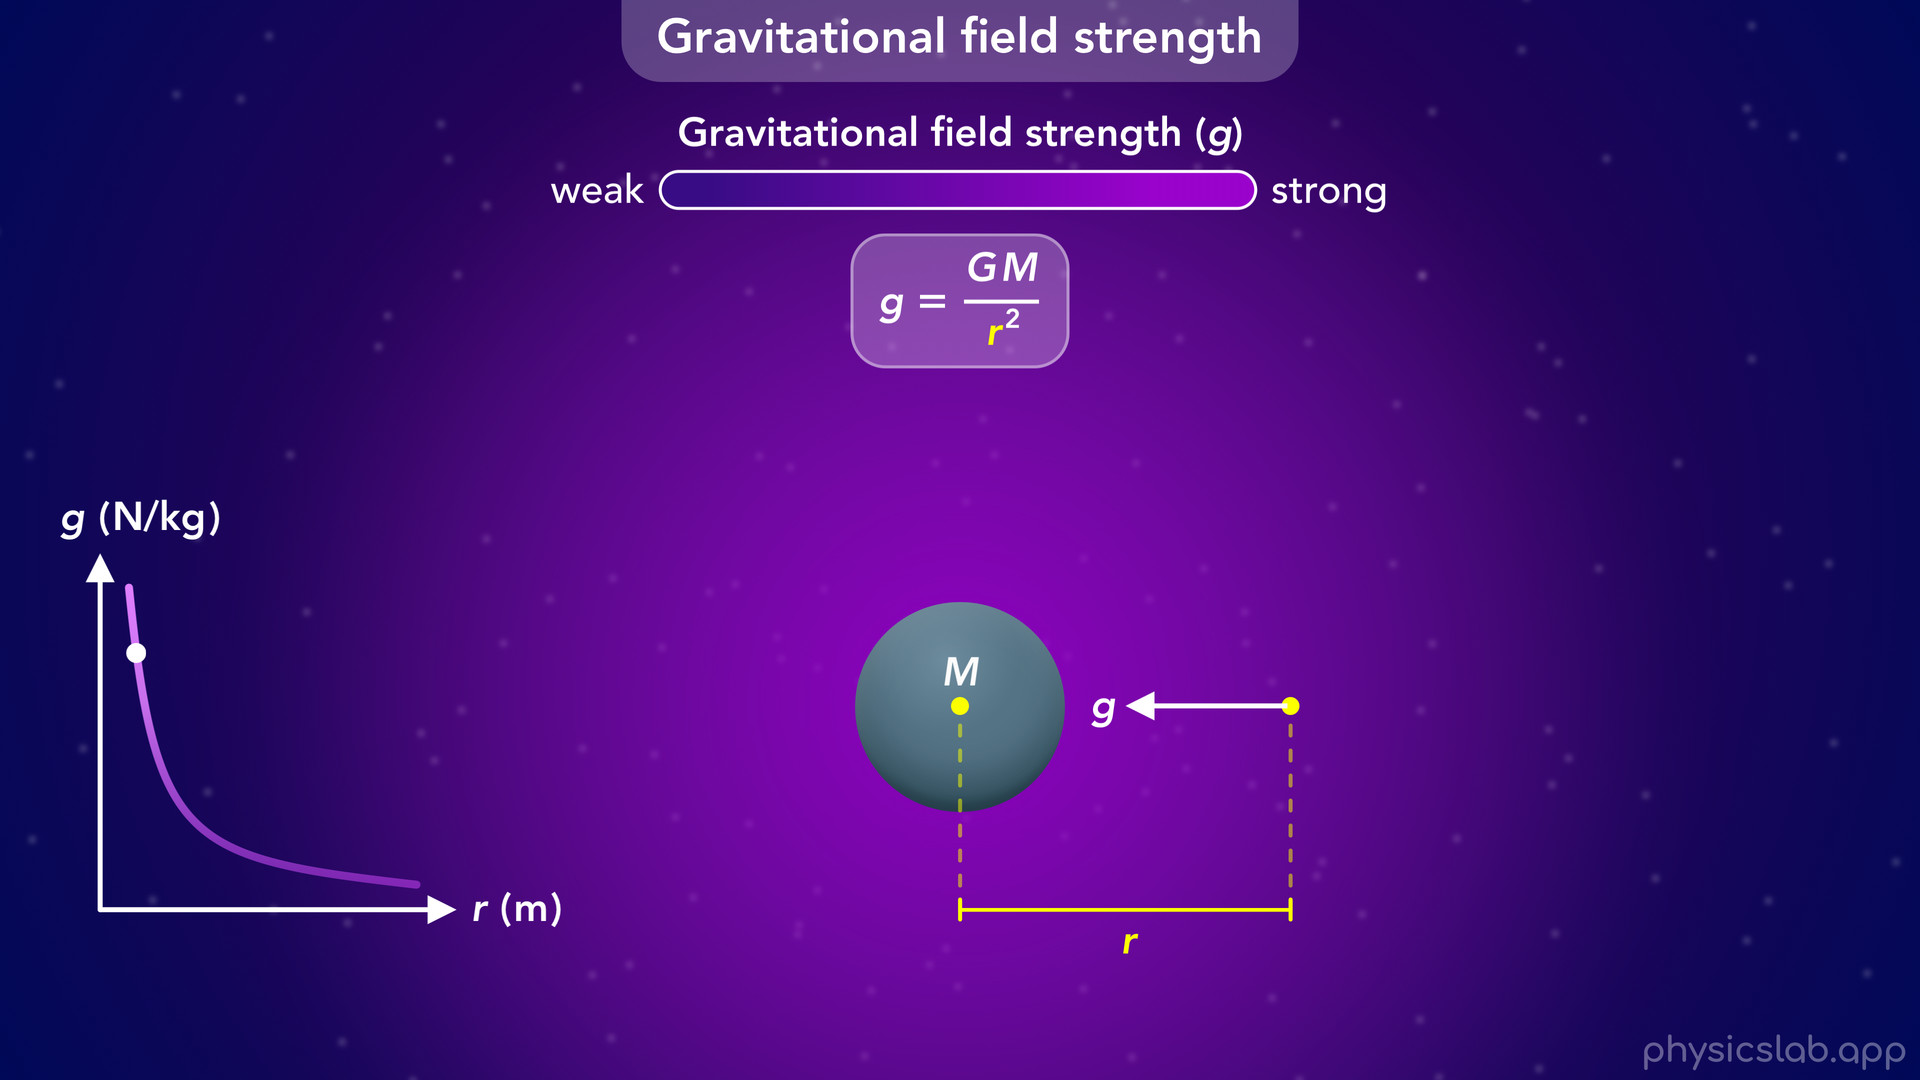 Gravitational field strength
Gravitational field strength (g)
weak strong
g = GM / r²
g (N/kg)
M
g
r (m)
r
physicslab.app